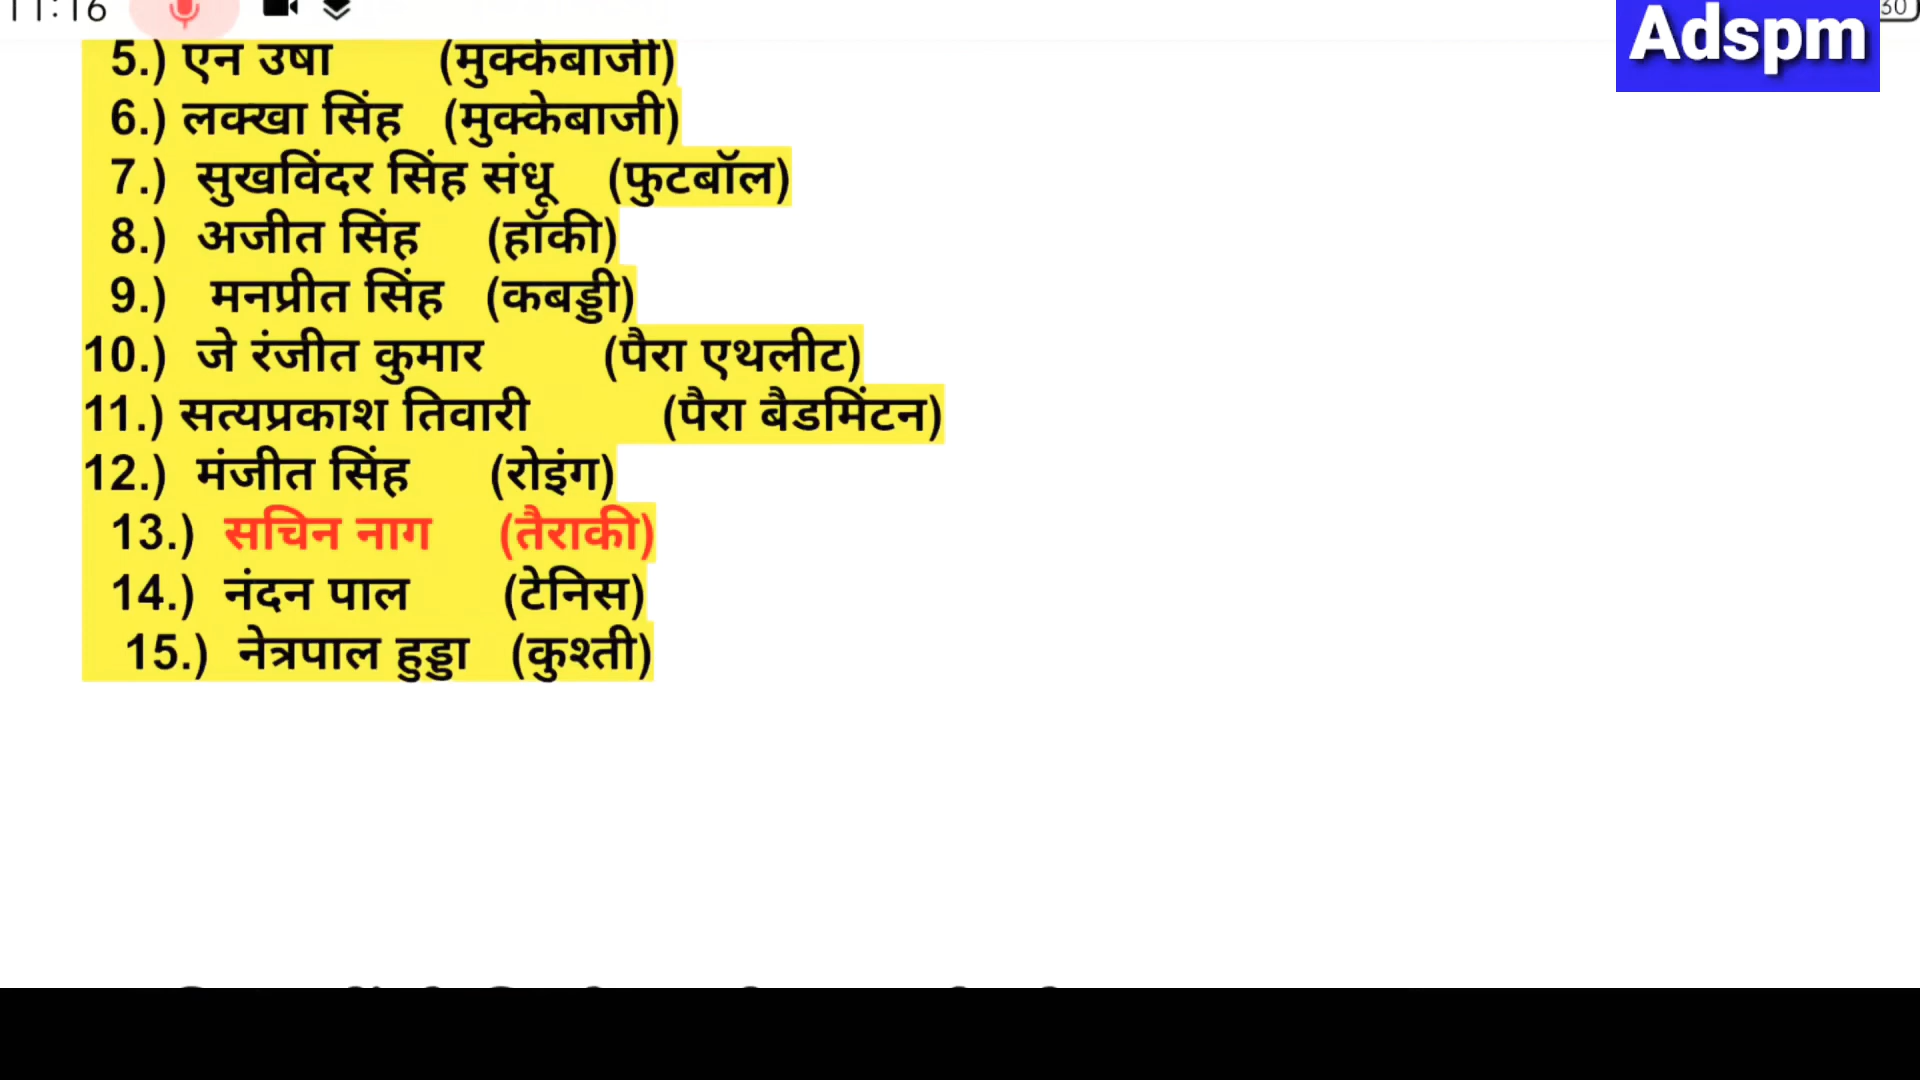 11:16
Adspm
5.) एन उषा (मुक्केबाजी)
6.) लक्खा सिंह (मुक्केबाजी)
7.) सुखविंदर सिंह संधू (फुटबॉल)
8.) अजीत सिंह (हॉकी)
9.) मनप्रीत सिंह (कबड्डी)
10.) जे रंजीत कुमार (पैरा एथलीट)
11.) सत्यप्रकाश तिवारी (पैरा बैडमिंटन)
12.) मंजीत सिंह (रोइंग)
13.) सचिन नाग (तैराकी)
14.) नंदन पाल (टेनिस)
15.) नेत्रपाल हुड्डा (कुश्ती)